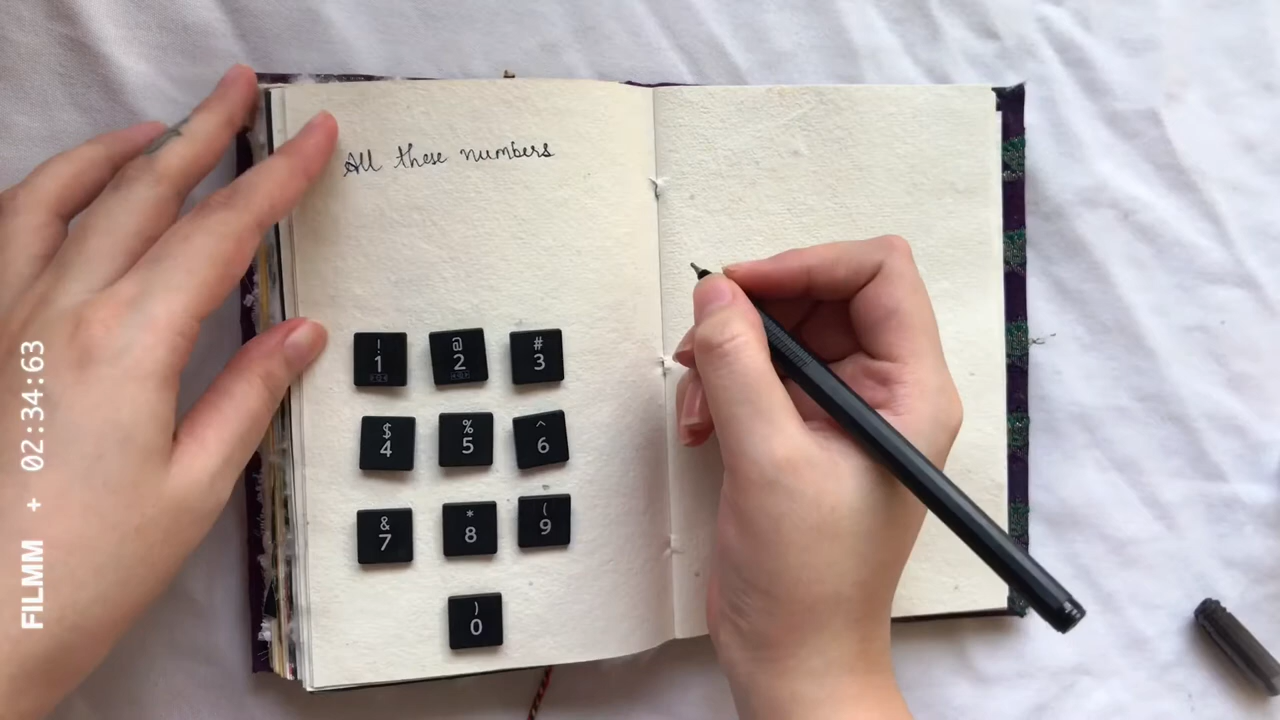 All these numbers
! @ #
1 2 3
$ % ^
4 5 6
& * (
7 8 9
)
0
FILMM + 02:34:63